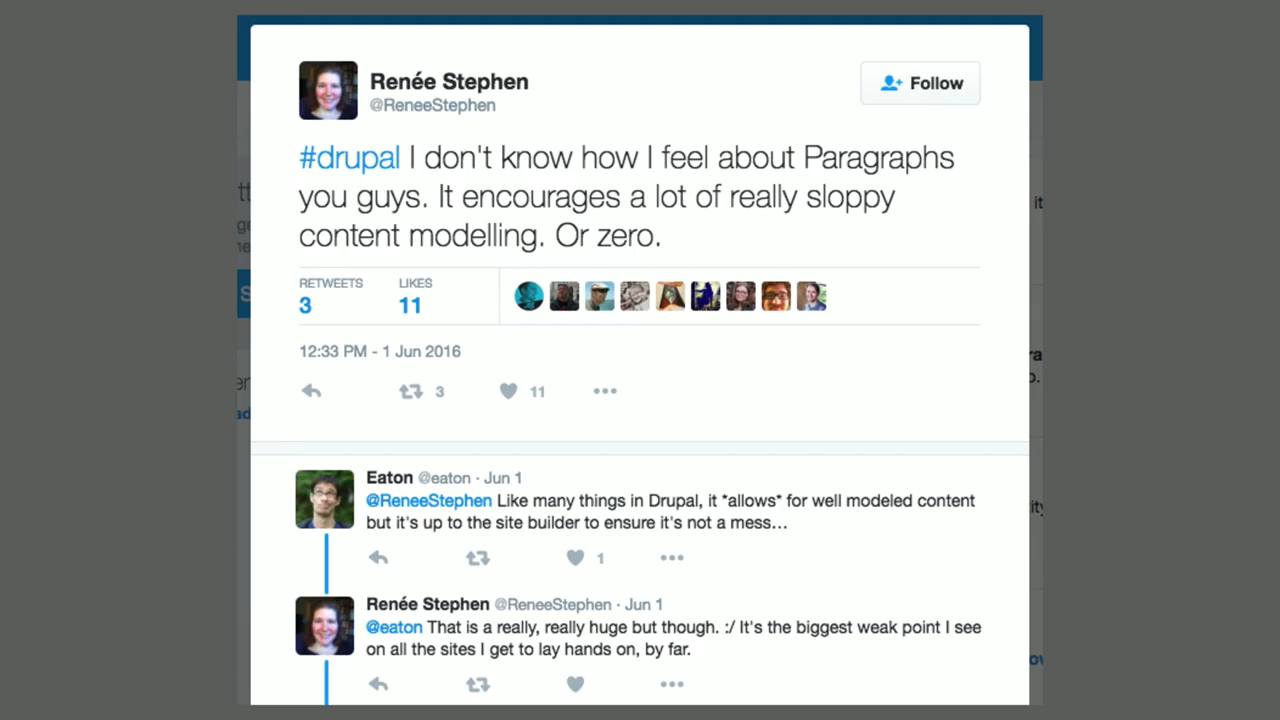 Renée Stephen
@ReneeStephen
Follow
#drupal I don't know how I feel about Paragraphs
you guys. It encourages a lot of really sloppy
content modelling. Or zero.
RETWEETS
3
LIKES
11
12:33 PM - 1 Jun 2016
3
11
Eaton @eaton · Jun 1
@ReneeStephen Like many things in Drupal, it *allows* for well modeled content
but it's up to the site builder to ensure it's not a mess...
1
Renée Stephen @ReneeStephen · Jun 1
@eaton That is a really, really huge but though. :/ It's the biggest weak point I see
on all the sites I get to lay hands on, by far.